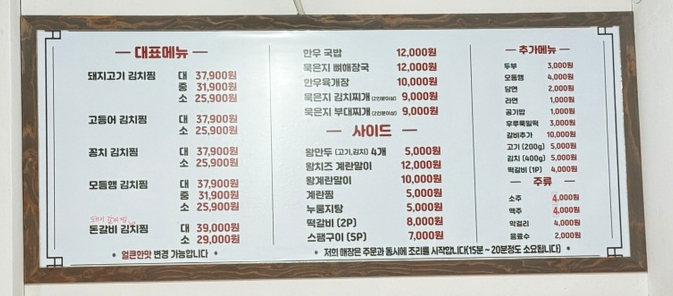 대표메뉴
돼지고기 김치찜 대 37,900원
중 31,900원
소 25,900원
고등어 김치찜 대 37,900원
소 25,900원
꽁치 김치찜 대 37,900원
소 25,900원
모듬햄 김치찜 대 37,900원
중 31,900원
소 25,900원
돼지 갈비찜
돈갈비 김치찜 대 39,000원
소 29,000원
* 얼큰한맛 변경 가능합니다 *
한우 국밥 12,000원
묵은지 뼈해장국 12,000원
한우육개장 10,000원
묵은지 김치찌개 (2인분이상) 9,000원
묵은지 부대찌개 (2인분이상) 9,000원
사이드
왕만두 (고기,김치) 4개 5,000원
왕치즈 계란말이 12,000원
왕계란말이 10,000원
계란찜 5,000원
누룽지탕 5,000원
떡갈비 (2P) 8,000원
스팸구이 (5P) 7,000원
* 저희 매장은 주문과 동시에 조리를 시작합니다(15분 ~ 20분정도 소요됩니다) *
추가메뉴
두부 3,000원
모듬햄 4,000원
당면 2,000원
라면 1,000원
공기밥 1,000원
후루룩밀떡 3,000원
갈비추가 10,000원
고기 (200g) 5,000원
김치 (400g) 5,000원
떡갈비 (1P) 4,000원
주류
소주 4,000원
맥주 4,000원
막걸리 4,000원
음료수 2,000원